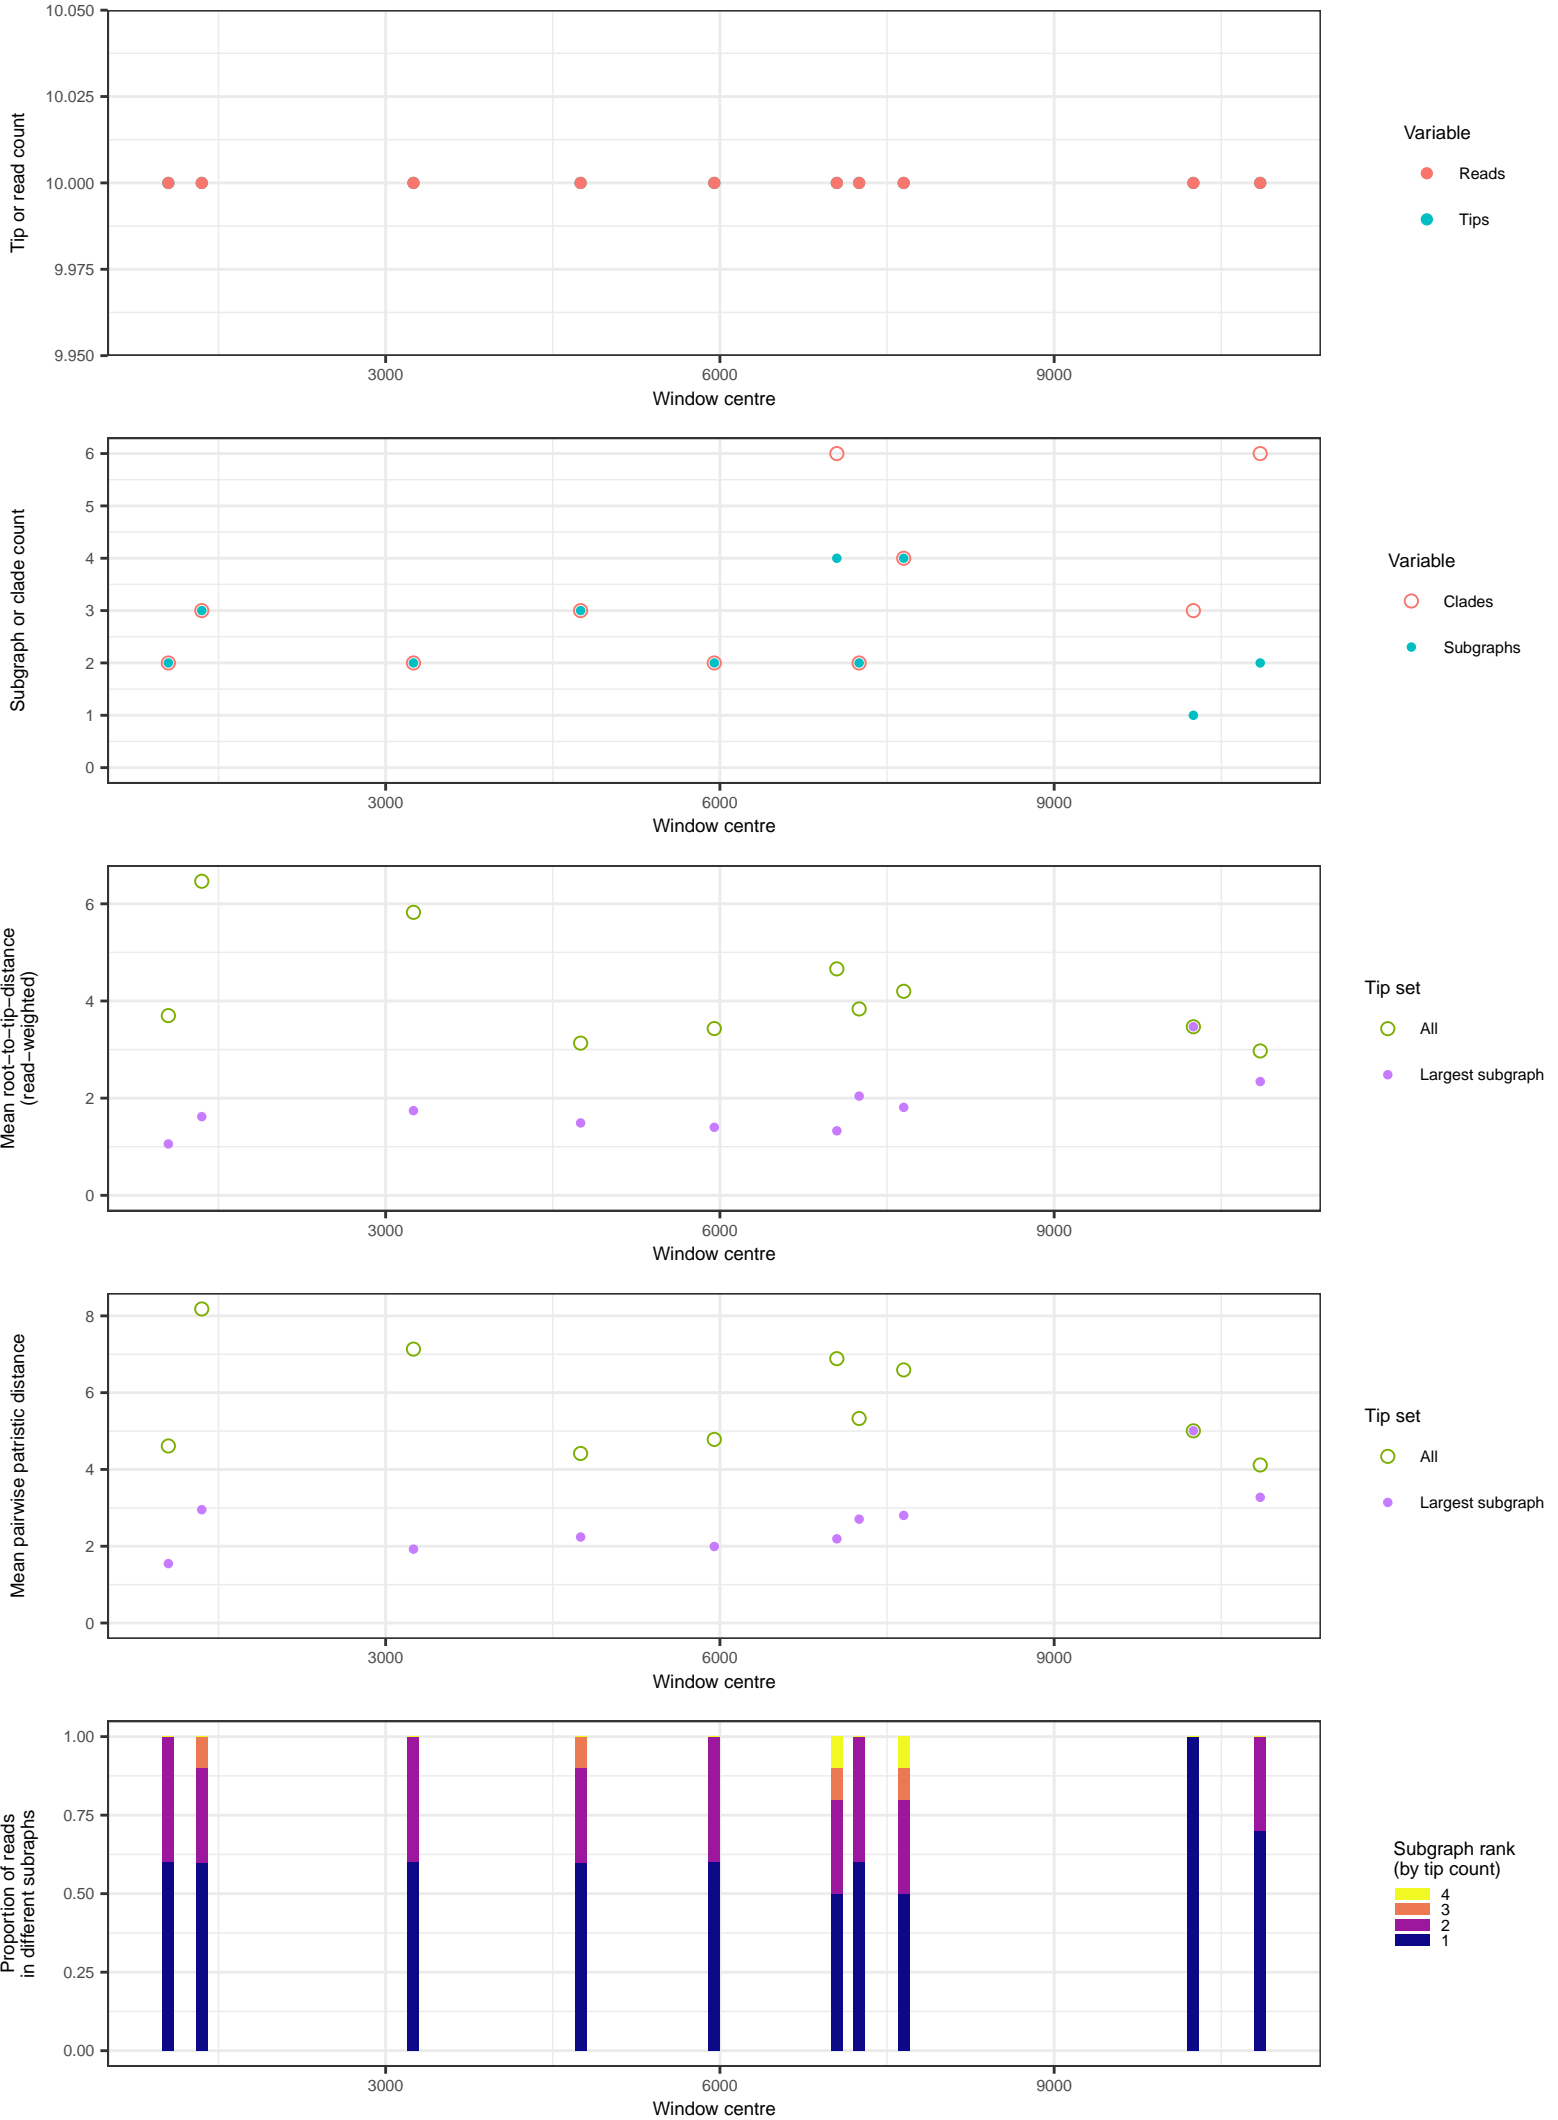 10.050
10.025
10.000
9.975
9.950
Tip or read count
3000
6000
9000
Window centre
Variable
Reads
Tips
6
5
4
3
2
1
0
Subgraph or clade count
3000
6000
9000
Window centre
Variable
Clades
Subgraphs
6
4
2
0
Mean root−to−tip−distance
(read−weighted)
3000
6000
9000
Window centre
Tip set
All
Largest subgraph
8
6
4
2
0
Mean pairwise patristic distance
3000
6000
9000
Window centre
Tip set
All
Largest subgraph
1.00
0.75
0.50
0.25
0.00
Proportion of reads
in different subraphs
3000
6000
9000
Window centre
Subgraph rank
(by tip count)
4
3
2
1